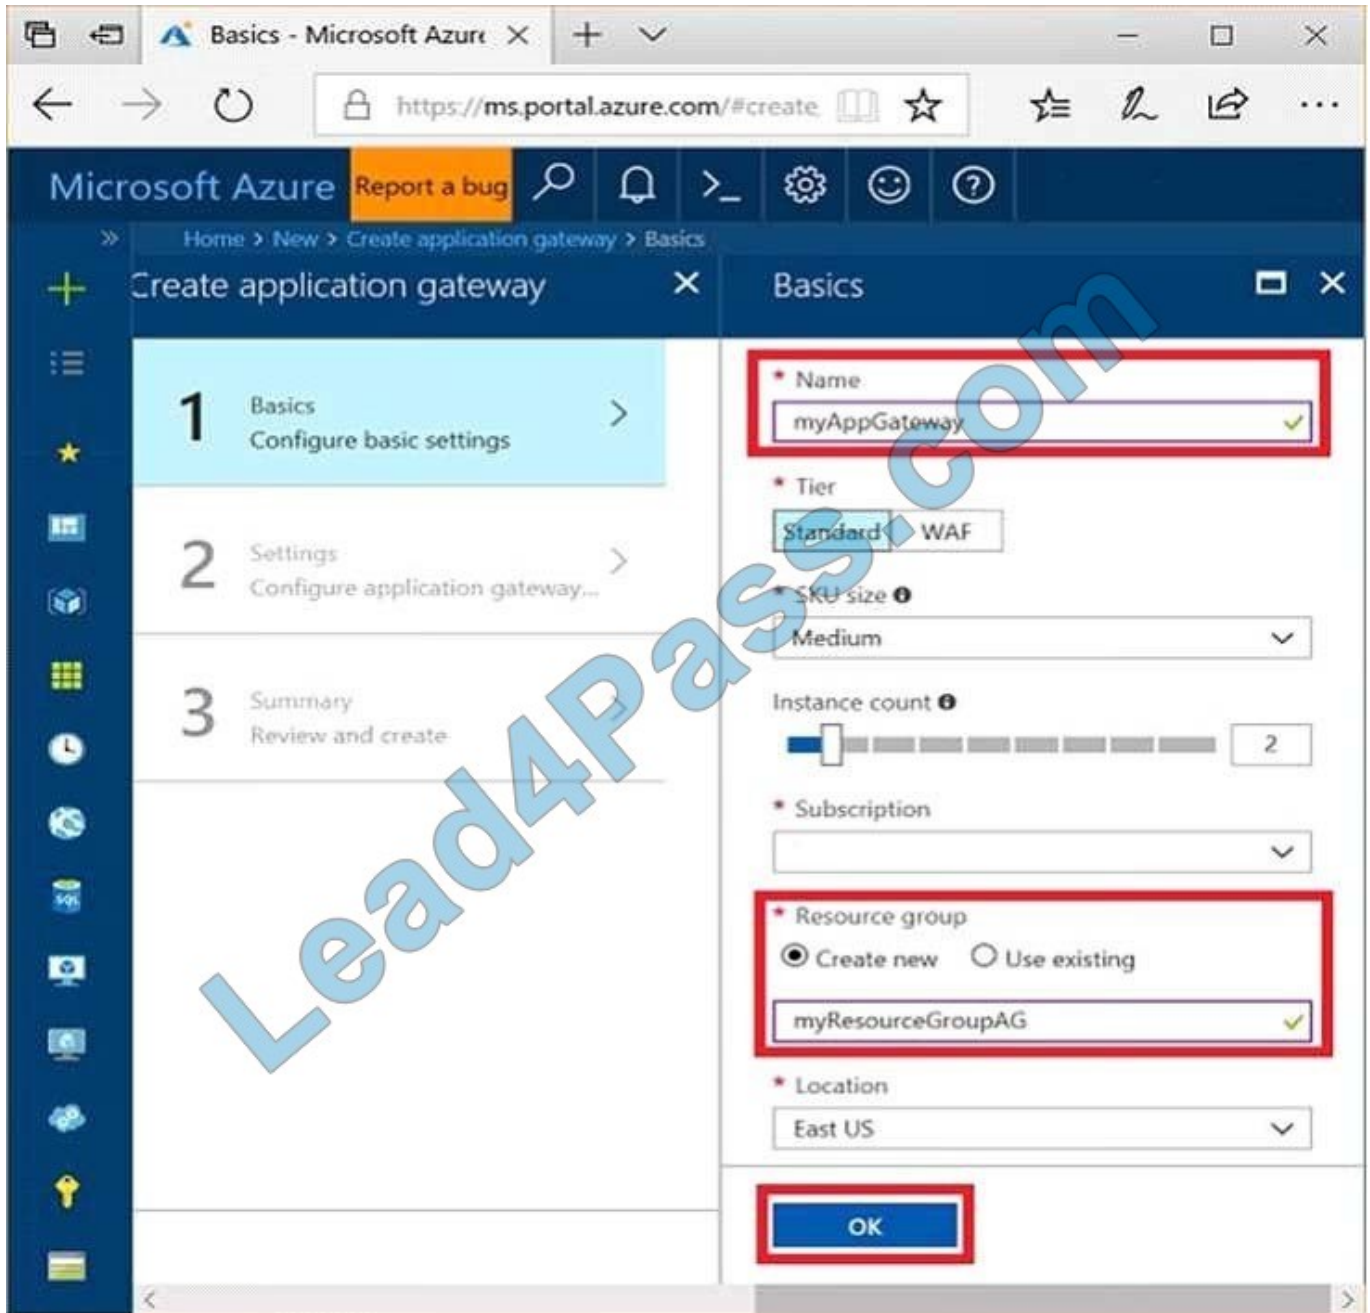 Basics - Microsoft Azure
https://ms.portal.azure.com/#create
Microsoft Azure
Report a bug
Home > New > Create application gateway > Basics
Create application gateway
Basics
1
Basics
Configure basic settings
2
Settings
Configure application gateway...
3
Summary
Review and create
* Name
myAppGateway
* Tier
Standard
WAF
* SKU size
Medium
Instance count
2
* Subscription
* Resource group
Create new
Use existing
myResourceGroupAG
* Location
East US
OK
SQL
Lead4Pass.com